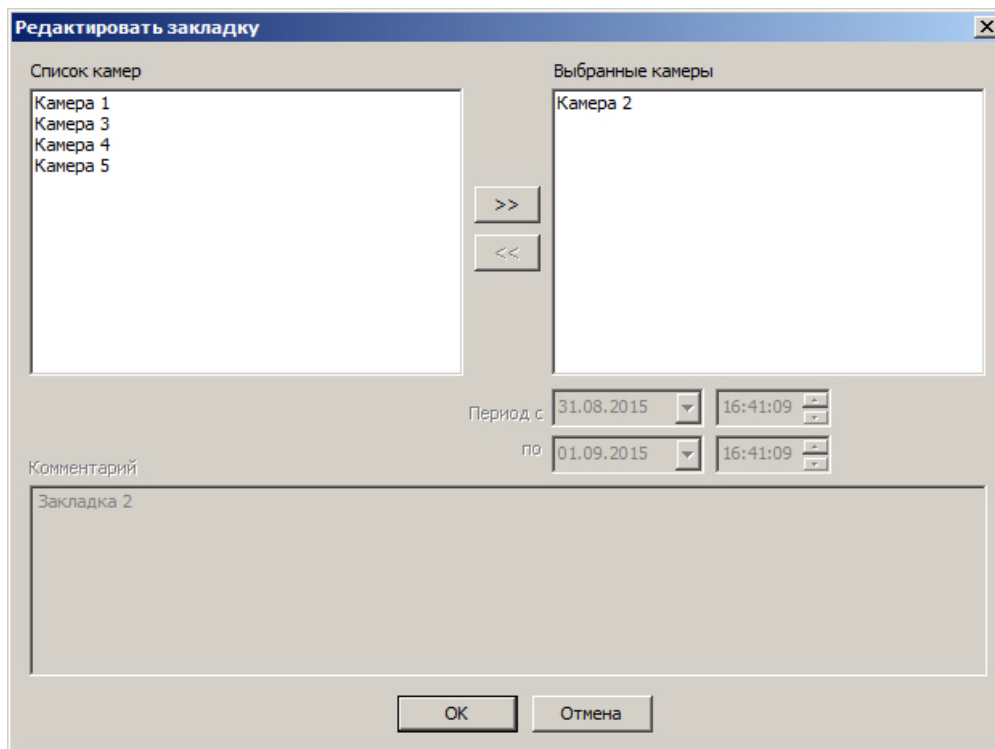 Редактировать закладку
Список камер
Выбранные камеры
Камера 1
Камера 3
Камера 4
Камера 5
Камера 2
>>
<<
Период с 31.08.2015 16:41:09
по 01.09.2015 16:41:09
Комментарий
Закладка 2
OK
Отмена